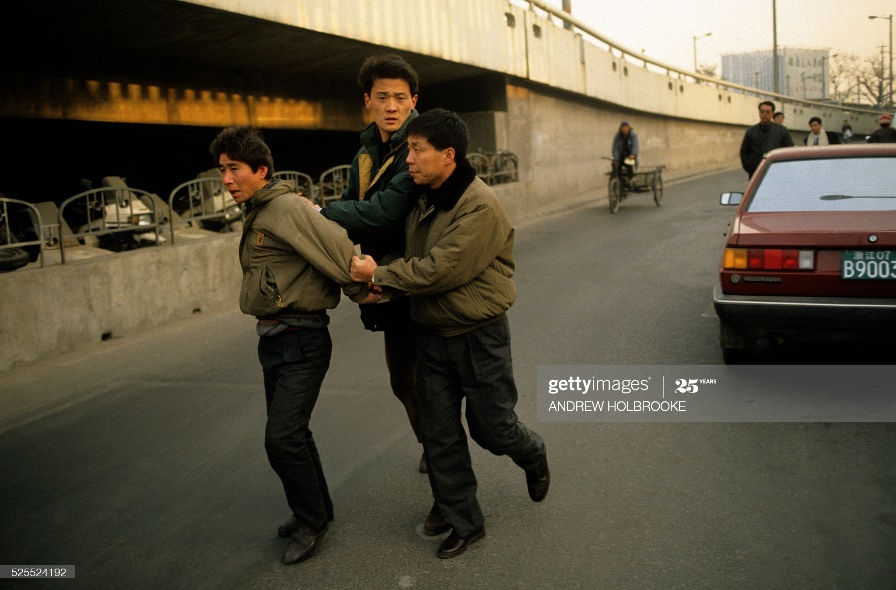 浙江07
B9003
gettyimages® 25 YEARS
ANDREW HOLBROOKE
525524192